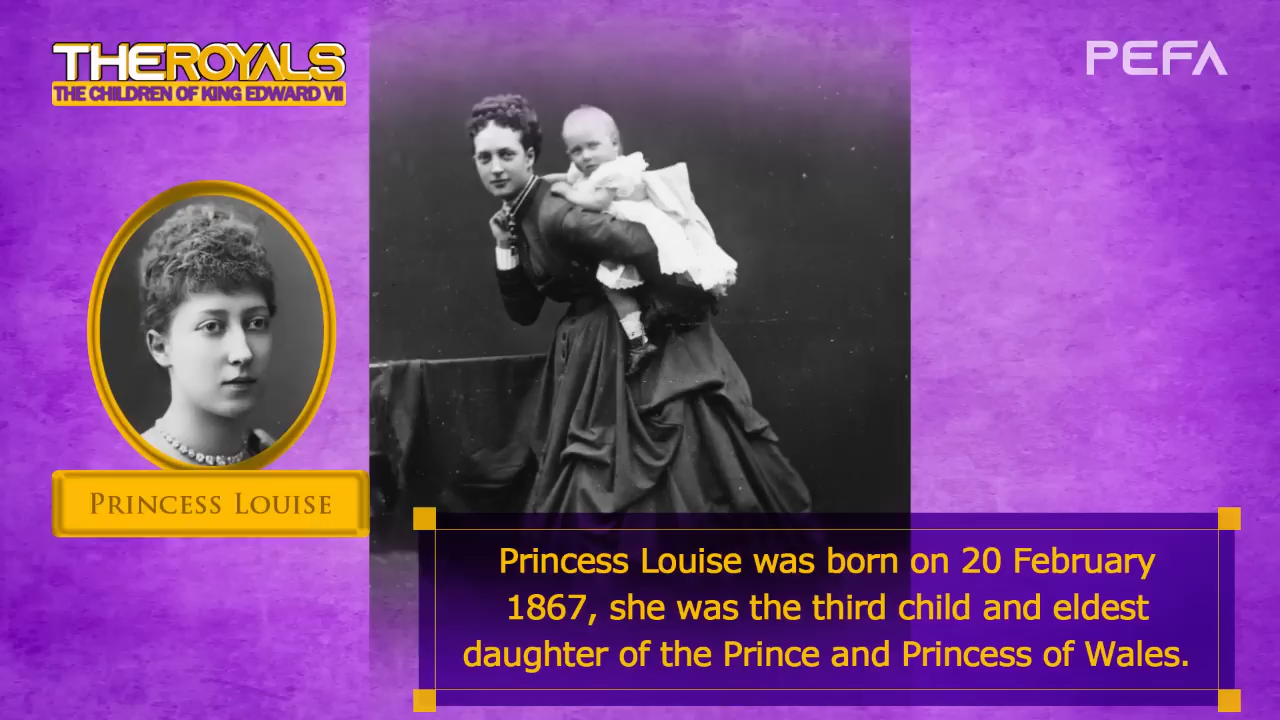 THEROYALS
THE CHILDREN OF KING EDWARD VII
PEFA
PRINCESS LOUISE
Princess Louise was born on 20 February
1867, she was the third child and eldest
daughter of the Prince and Princess of Wales.